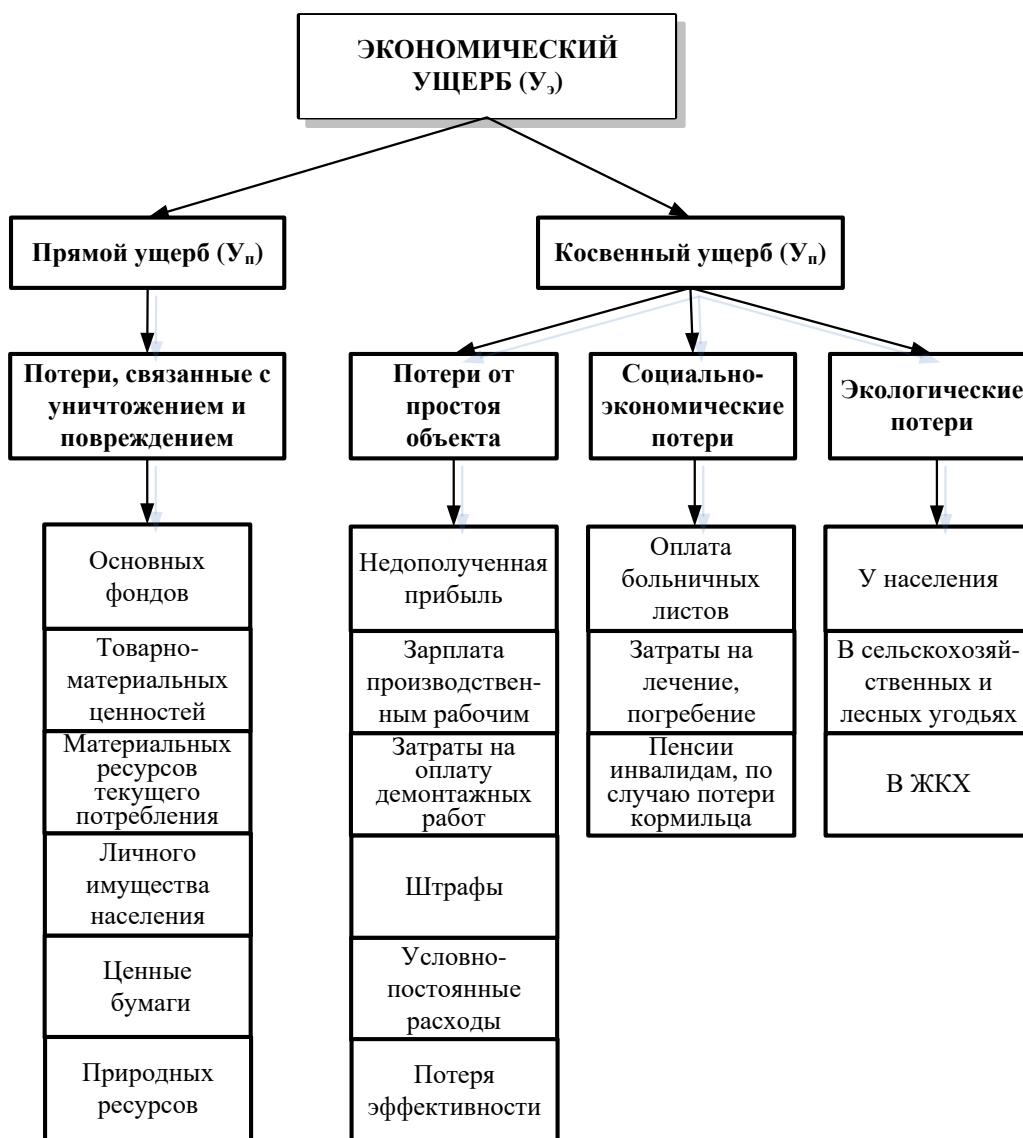 ЭКОНОМИЧЕСКИЙ
УЩЕРБ (Уэ)
Прямой ущерб (Уп)
Косвенный ущерб (Уп)
Потери, связанные с
уничтожением и
повреждением
Потери от
простоя
объекта
Социально-
экономические
потери
Экологические
потери
Основных
фондов
Товарно-
материальных
ценностей
Материальных
ресурсов
текущего
потребления
Личного
имущества
населения
Ценные
бумаги
Природных
ресурсов
Недополученная
прибыль
Зарплата
производствен-
ным рабочим
Затраты на
оплату
демонтажных
работ
Штрафы
Условно-
постоянные
расходы
Потеря
эффективности
Оплата
больничных
листов
Затраты на
лечение,
погребение
Пенсии
инвалидам, по
случаю потери
кормильца
У населения
В сельскохозяй-
ственных и
лесных угодьях
В ЖКХ